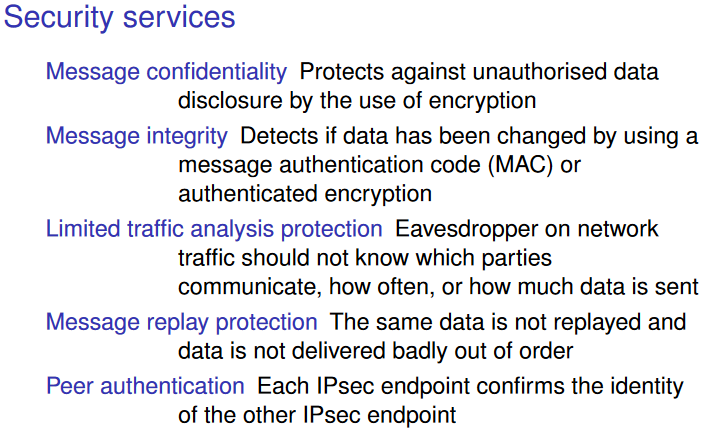 Security services
Message confidentiality Protects against unauthorised data
disclosure by the use of encryption
Message integrity Detects if data has been changed by using a
message authentication code (MAC) or
authenticated encryption
Limited traffic analysis protection Eavesdropper on network
traffic should not know which parties
communicate, how often, or how much data is sent
Message replay protection The same data is not replayed and
data is not delivered badly out of order
Peer authentication Each IPsec endpoint confirms the identity
of the other IPsec endpoint